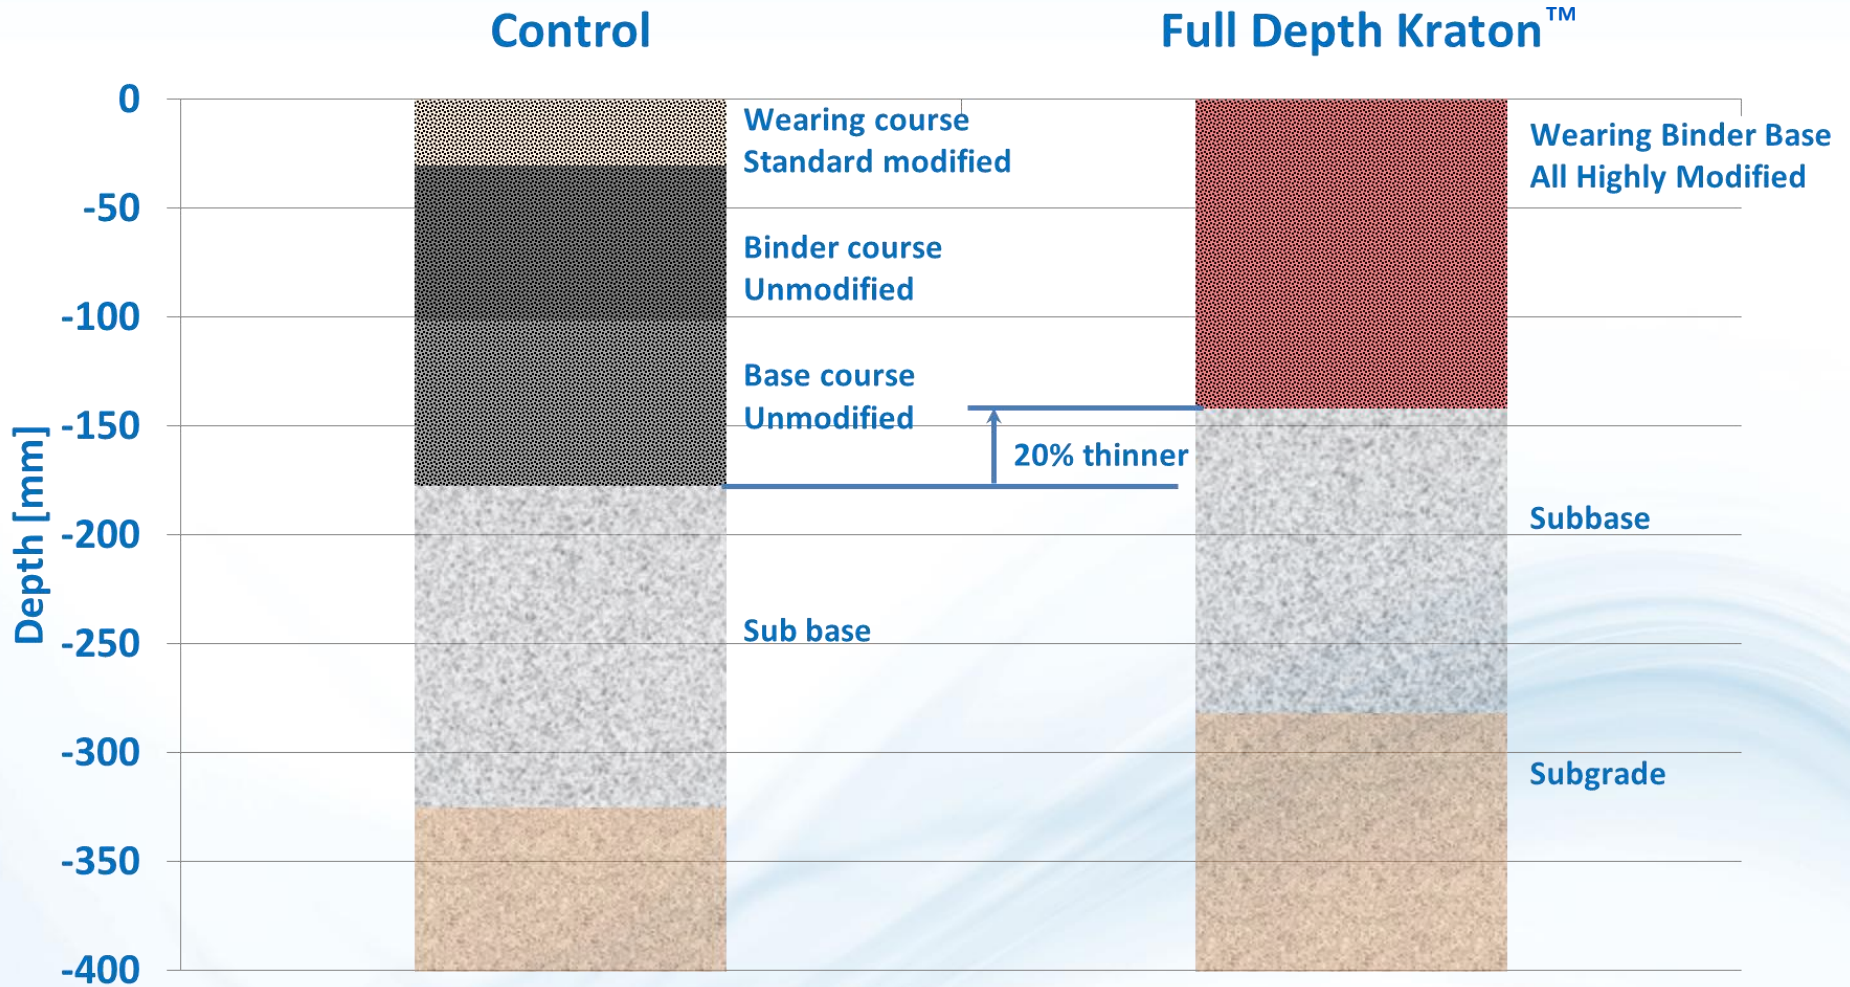 Control
Full Depth Kraton™
0
-50
-100
-150
-200
-250
-300
-350
-400
Depth [mm]
Wearing course
Standard modified
Binder course
Unmodified
Base course
Unmodified
Sub base
20% thinner
Wearing Binder Base
All Highly Modified
Subbase
Subgrade